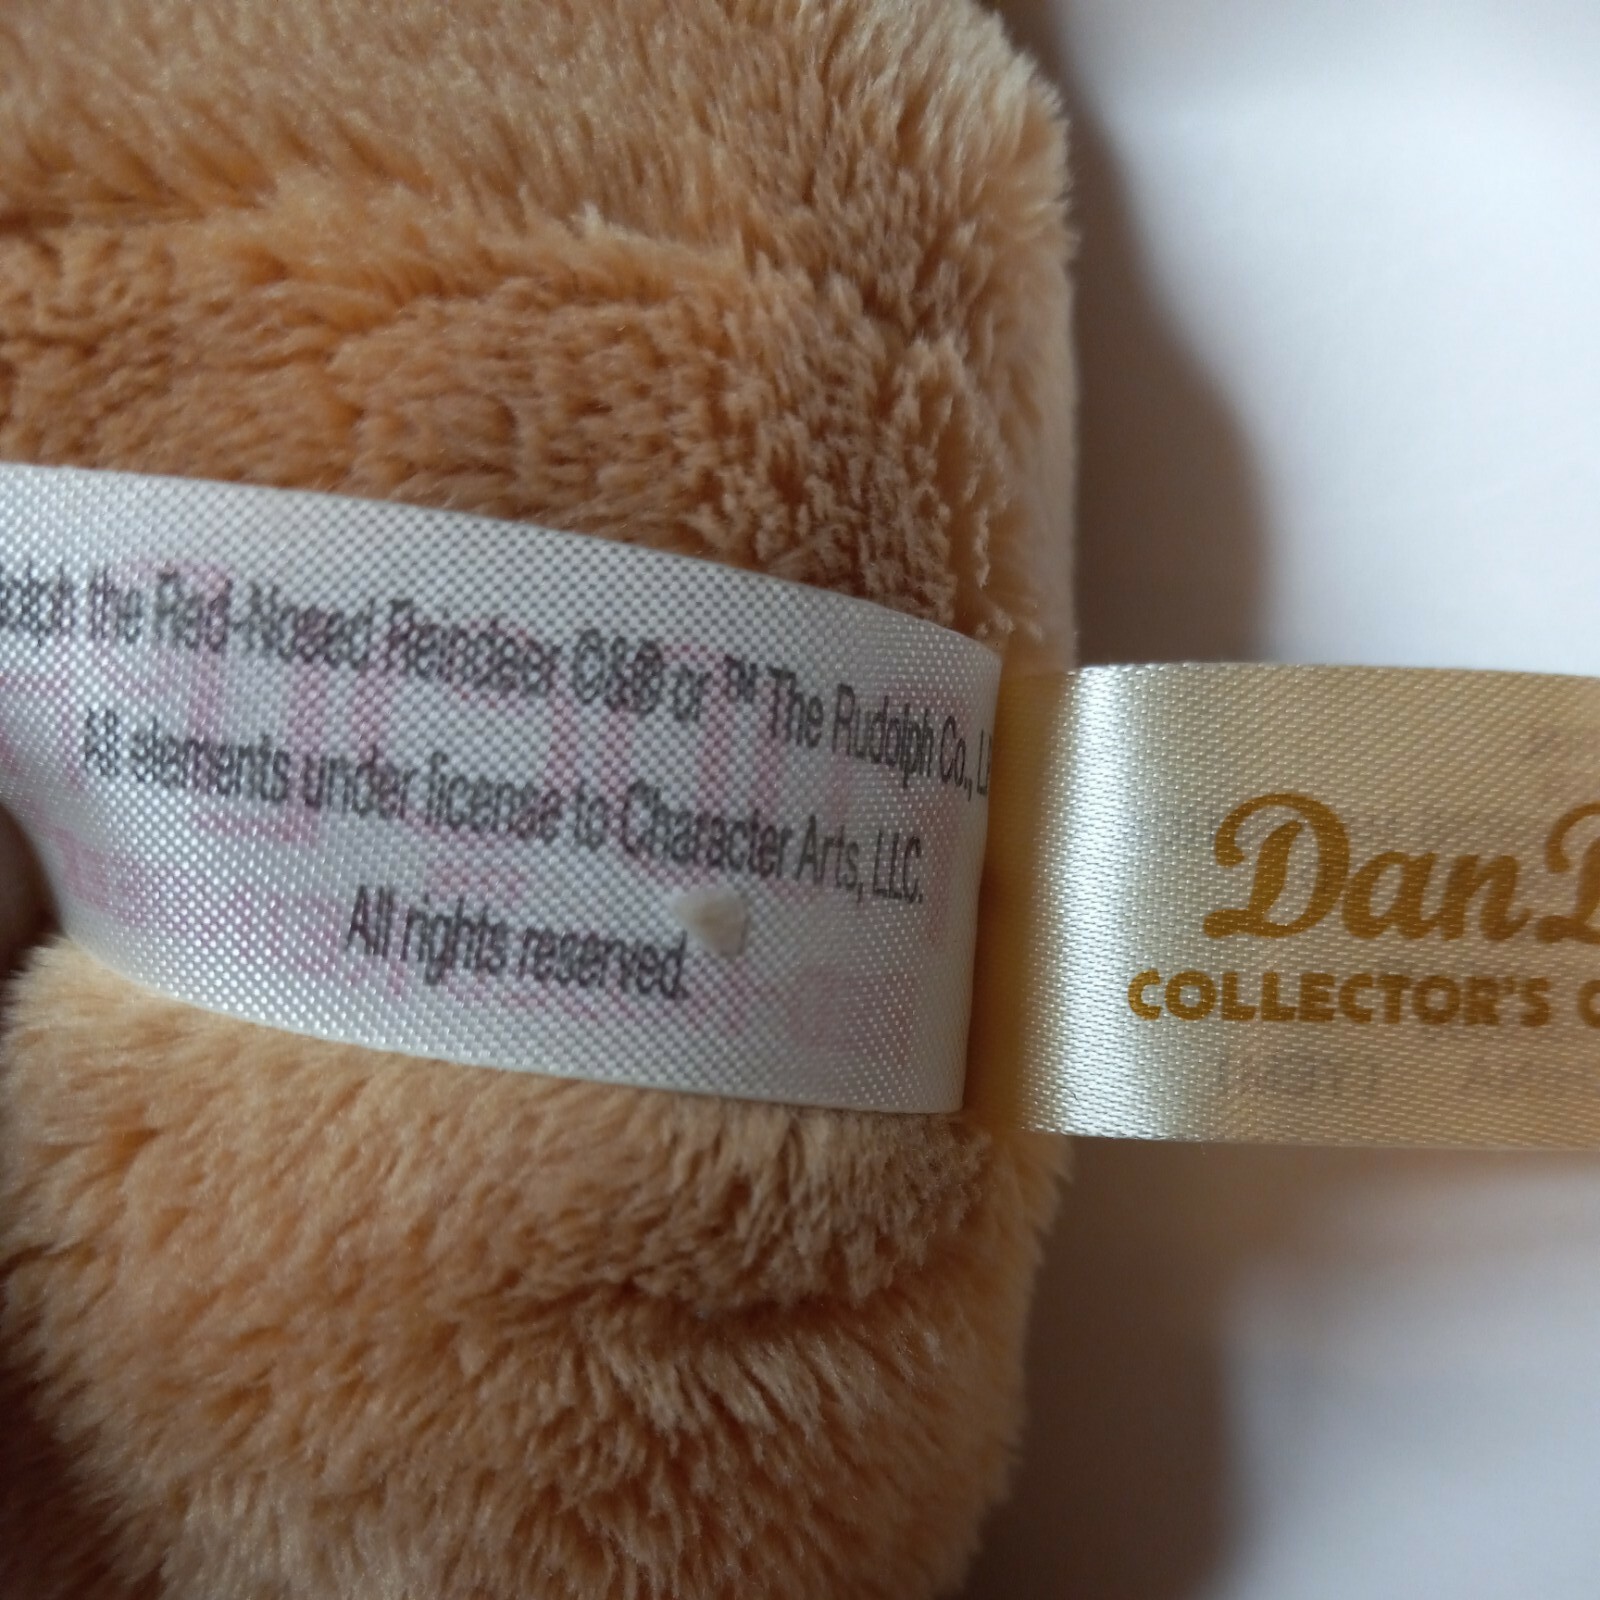 the Red-Nosed Reindeer ©&® or ™ The Rudolph Co., L
elements under license to Character Arts, LLC.
All rights reserved.
Dan D
COLLECTOR'S C